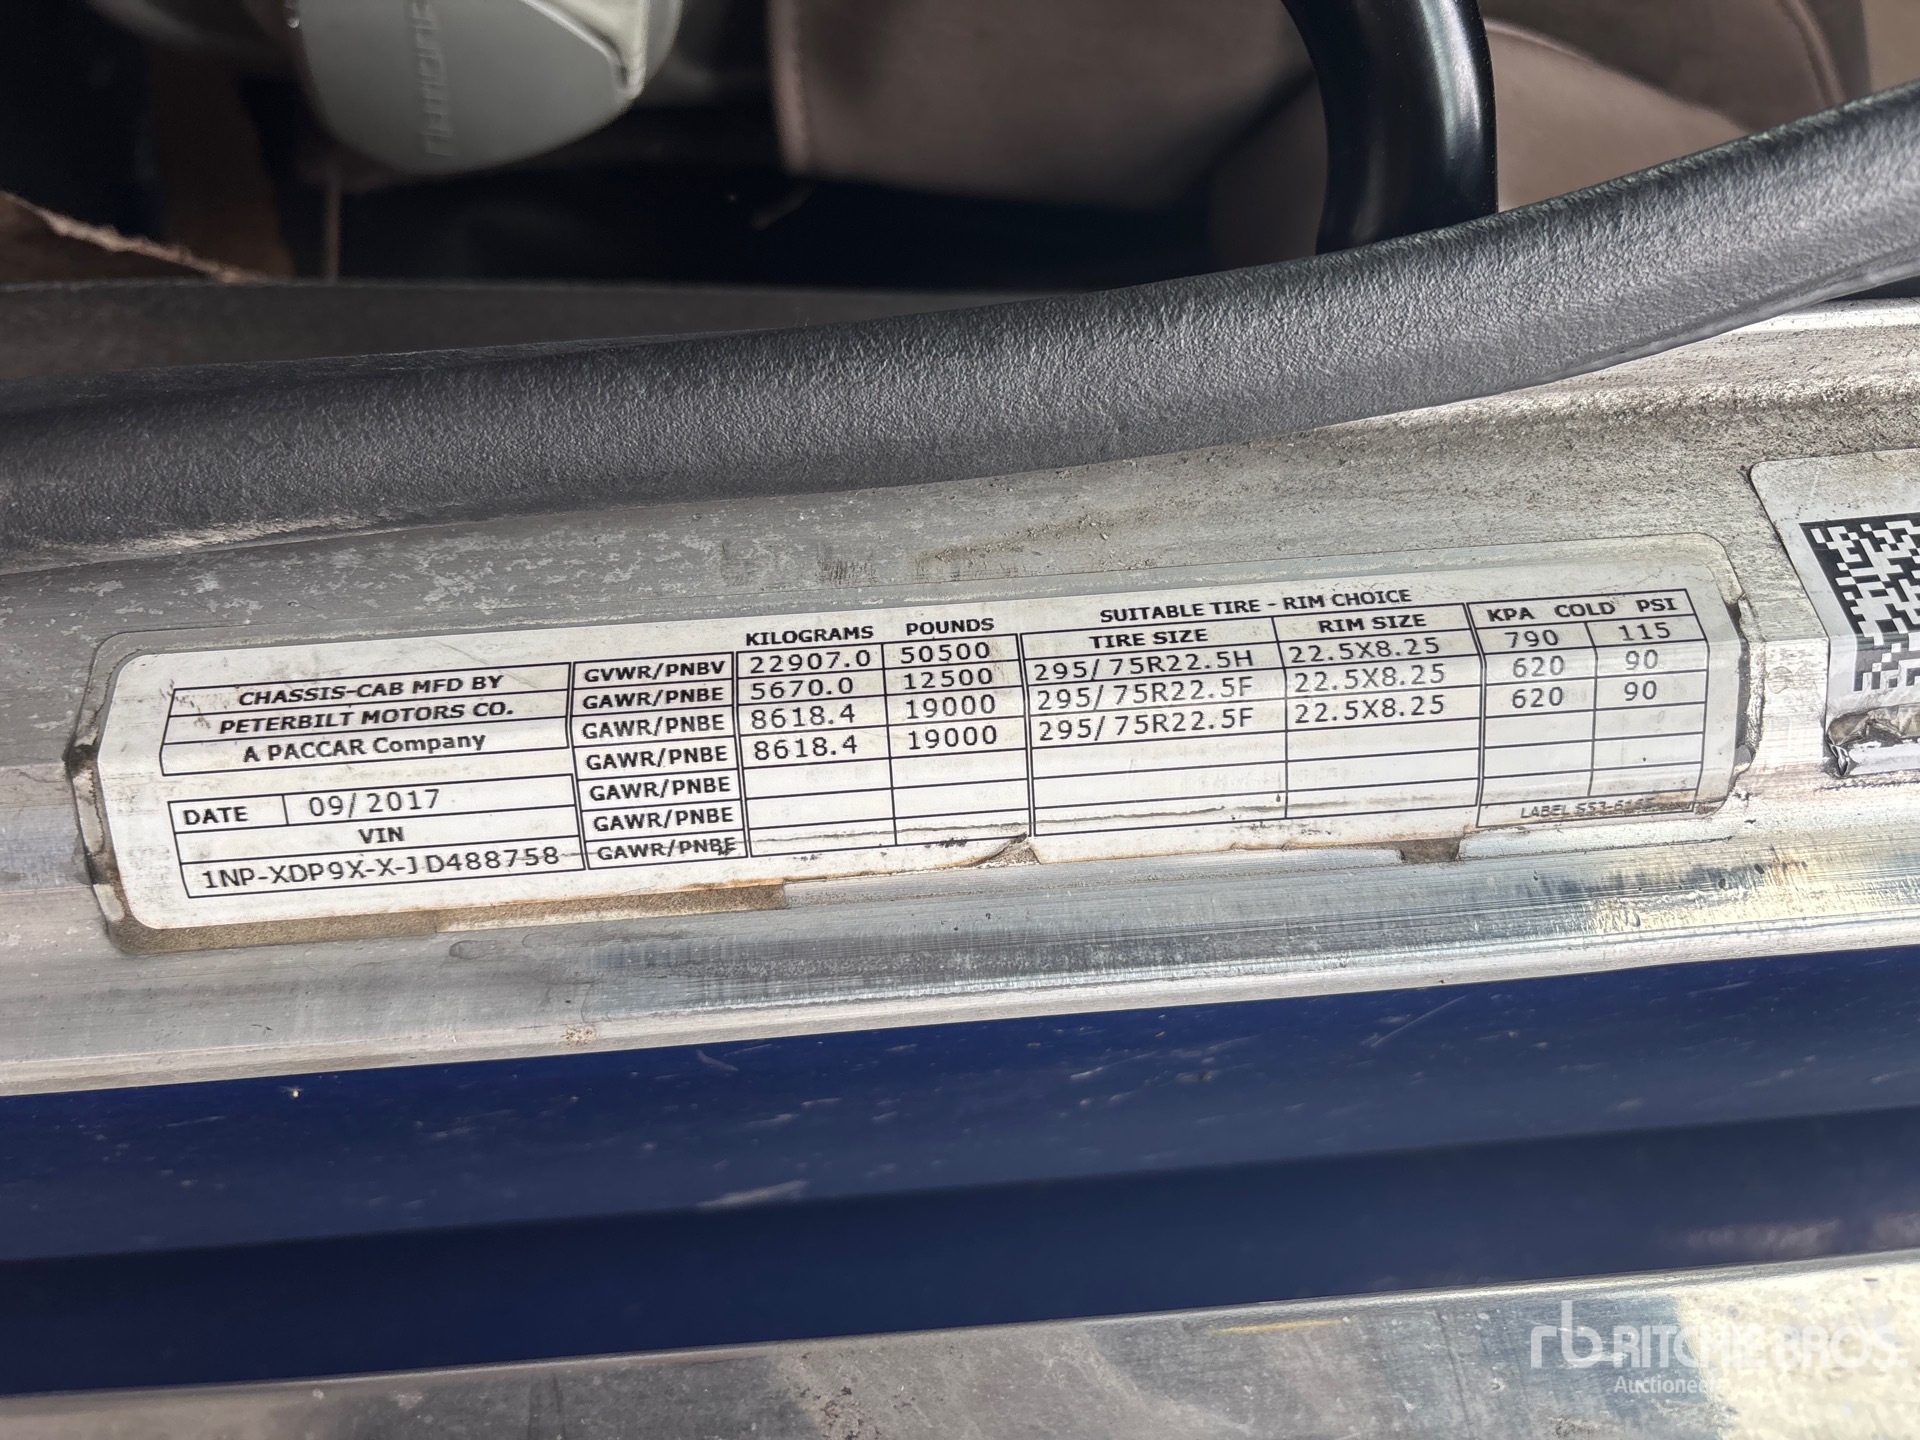 KILOGRAMS POUNDS
SUITABLE TIRE - RIM CHOICE
TIRE SIZE RIM SIZE
KPA COLD PSI
CHASSIS-CAB MFD BY
PETERBILT MOTORS CO.
A PACCAR Company
DATE 09/2017
VIN
1NP-XDP9X-X-JD488758
GVWR/PNBV 22907.0 50500
GAWR/PNBE 5670.0 12500 295/75R22.5H 22.5X8.25 790 115
GAWR/PNBE 8618.4 19000 295/75R22.5F 22.5X8.25 620 90
GAWR/PNBE 8618.4 19000 295/75R22.5F 22.5X8.25 620 90
GAWR/PNBE
GAWR/PNBE
GAWR/PNBE
rb RITCHIE BROS.
Auctioneers